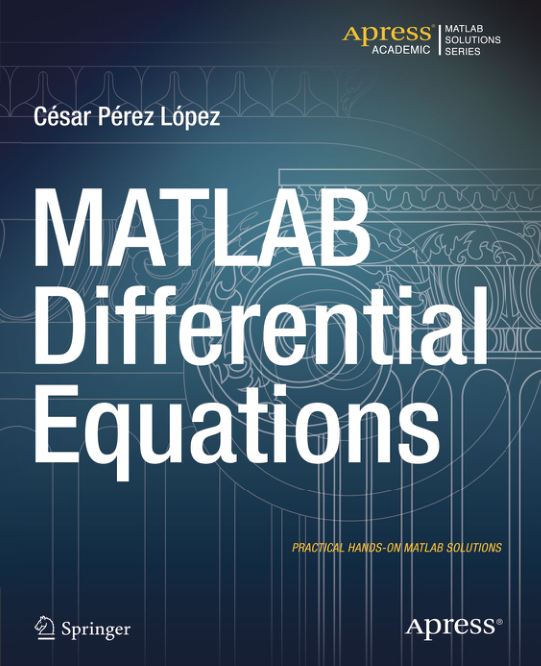 Apress®
ACADEMIC
MATLAB
SOLUTIONS
SERIES
César Pérez López
MATLAB
Differential
Equations
PRACTICAL HANDS-ON MATLAB SOLUTIONS
Springer
Apress®